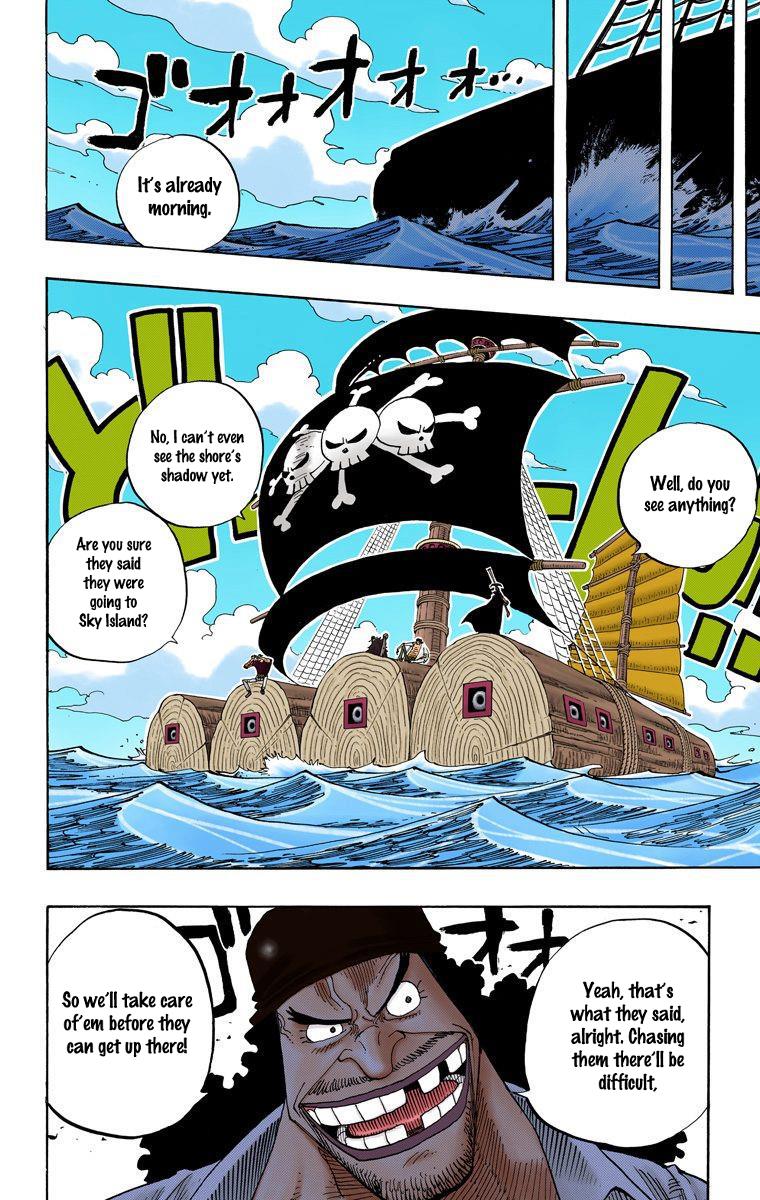 ゴオオオオオ…
It's already
morning.
Well, do you
see anything?
No, I can't even
see the shore's
shadow yet.
Are you sure
they said
they were
going to
Sky Island?
Yeah, that's
what they said,
alright. Chasing
them there'll be
difficult,
So we'll take care
of'em before they
can get up there!